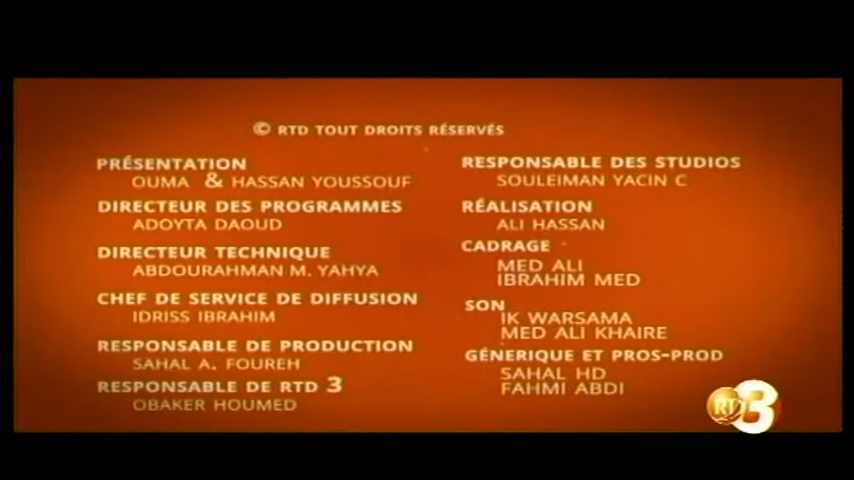 © RTD TOUT DROITS RÉSERVÉS
PRÉSENTATION
OUMA & HASSAN YOUSSOUF
DIRECTEUR DES PROGRAMMES
ADOYTA DAOUD
DIRECTEUR TECHNIQUE
ABDOURAHMAN M. YAHYA
CHEF DE SERVICE DE DIFFUSION
IDRISS IBRAHIM
RESPONSABLE DE PRODUCTION
SAHAL A. FOUREH
RESPONSABLE DE RTD 3
OBAKER HOUMED
RESPONSABLE DES STUDIOS
SOULEIMAN YACIN C
RÉALISATION
ALI HASSAN
CADRAGE
MED ALI
IBRAHIM MED
SON
IK WARSAMA
MED ALI KHAIRE
GÉNERIQUE ET PROS-PROD
SAHAL HD
FAHMI ABDI
RTD 3